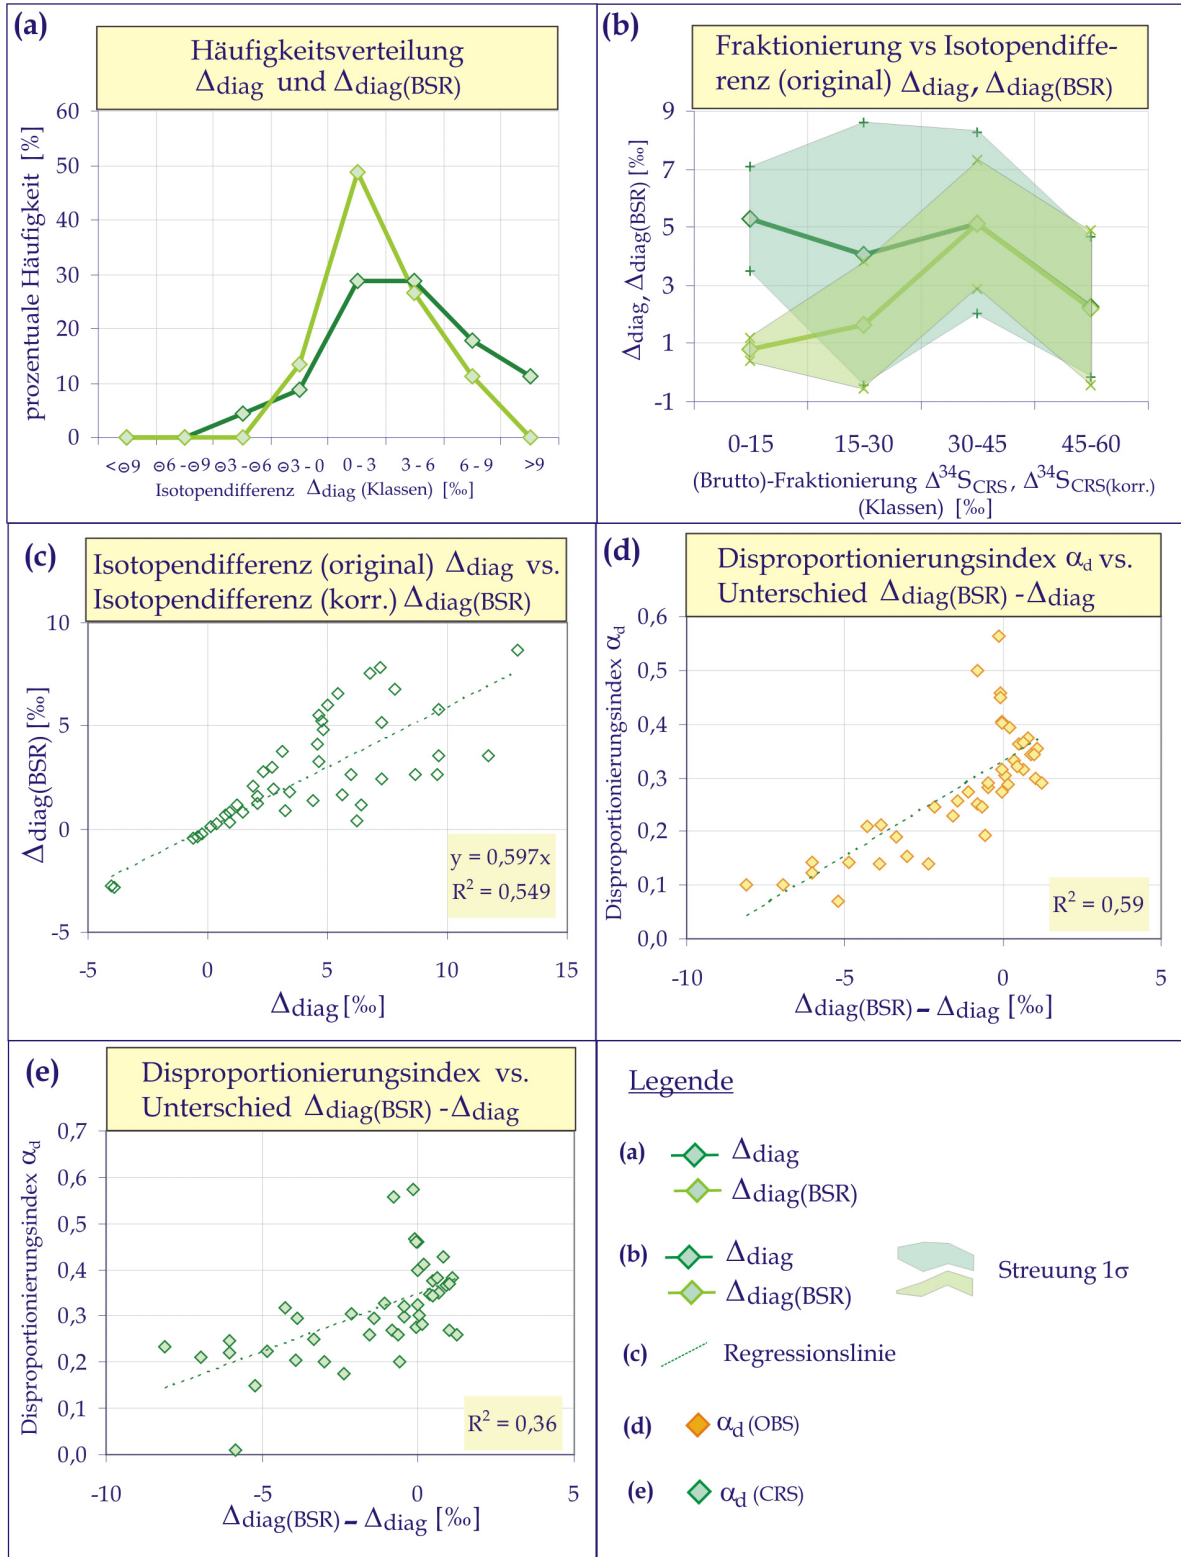 (a)
Häufigkeitsverteilung
Δdiag und Δdiag(BSR)
prozentuale Häufigkeit [%]
60
50
40
30
20
10
0
<⊖9 ⊖6 - ⊖9 ⊖3 - ⊖6 ⊖3 - 0 0 - 3 3 - 6 6 - 9 >9
Isotopendifferenz Δdiag (Klassen) [‰]
(b)
Fraktionierung vs Isotopendiffe-
renz (original) Δdiag, Δdiag(BSR)
Δdiag, Δdiag(BSR) [‰]
9
7
5
3
1
-1
0-15 15-30 30-45 45-60
(Brutto)-Fraktionierung Δ³⁴SCRS, Δ³⁴SCRS(korr.)
(Klassen) [‰]
(c)
Isotopendifferenz (original) Δdiag vs.
Isotopendifferenz (korr.) Δdiag(BSR)
Δdiag(BSR) [‰]
10
5
0
-5
y = 0,597x
R² = 0,549
-5 0 5 10 15
Δdiag [‰]
(d)
Disproportionierungsindex αd vs.
Unterschied Δdiag(BSR) - Δdiag
Disproportionierungsindex αd
0,6
0,5
0,4
0,3
0,2
0,1
0,0
R² = 0,59
-10 -5 0 5
Δdiag(BSR) – Δdiag [‰]
(e)
Disproportionierungsindex vs.
Unterschied Δdiag(BSR) - Δdiag
Disproportionierungsindex αd
0,7
0,6
0,5
0,4
0,3
0,2
0,1
0,0
R² = 0,36
-10 -5 0 5
Δdiag(BSR) – Δdiag [‰]
Legende
(a) Δdiag
Δdiag(BSR)
(b) Δdiag
Δdiag(BSR)
Streuung 1σ
(c) Regressionslinie
(d) αd (OBS)
(e) αd (CRS)